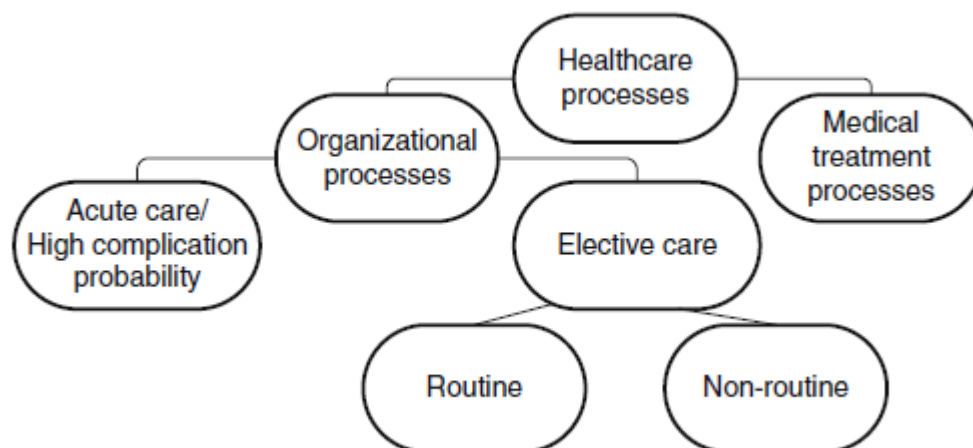 Healthcare
processes
Organizational
processes
Medical
treatment
processes
Acute care/
High complication
probability
Elective care
Routine
Non-routine